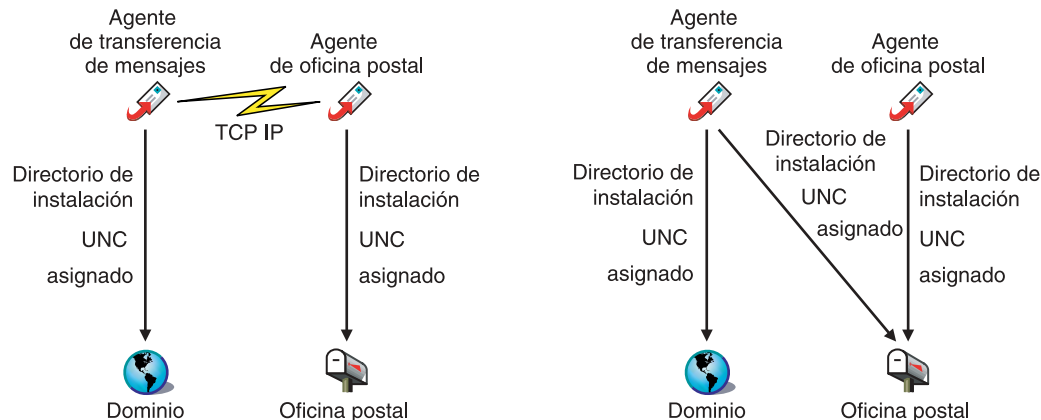 Agente
de transferencia
de mensajes
Agente
de oficina postal
TCP IP
Directorio de
instalación
UNC
asignado
Directorio de
instalación
UNC
asignado
Dominio
Oficina postal
Agente
de transferencia
de mensajes
Agente
de oficina postal
Directorio de
instalación
UNC
asignado
Directorio de
instalación
UNC
asignado
Directorio de
instalación
UNC
asignado
Dominio
Oficina postal